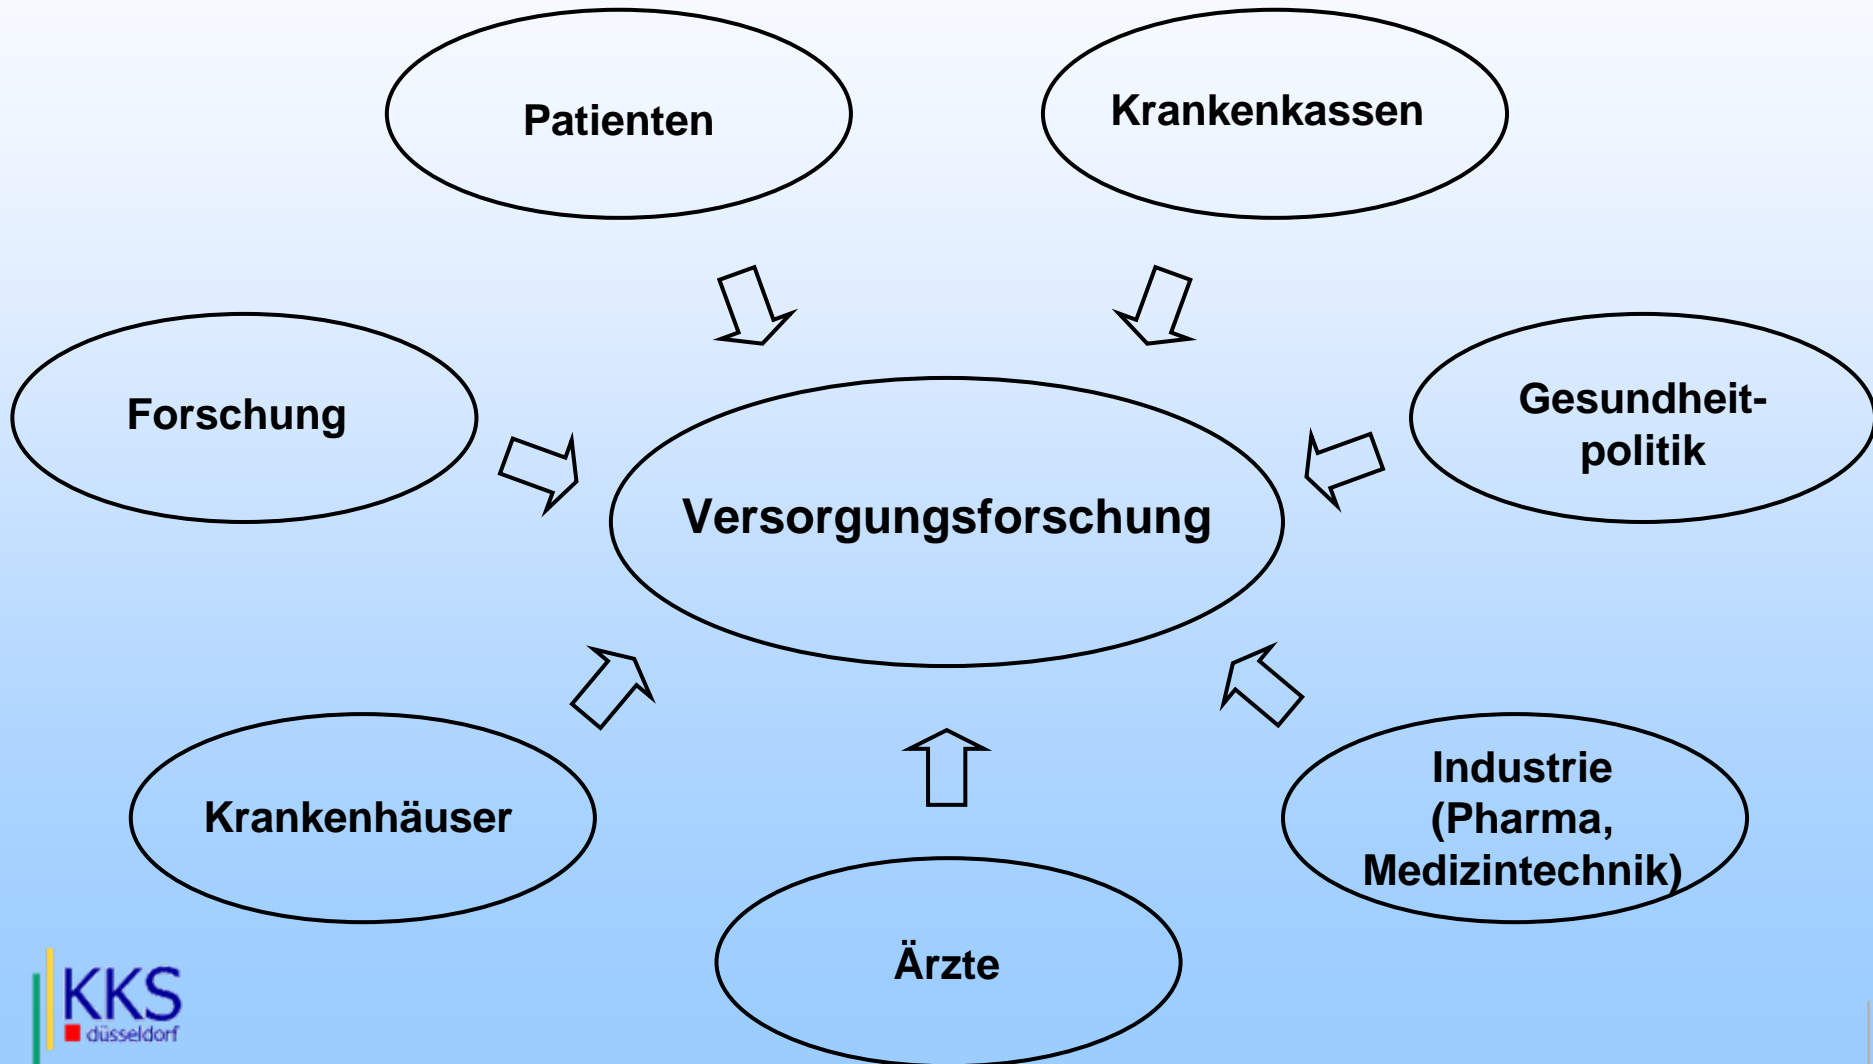 Patienten
Krankenkassen
Forschung
Gesundheit-
politik
Versorgungsforschung
Krankenhäuser
Industrie
(Pharma,
Medizintechnik)
Ärzte
KKS
düsseldorf